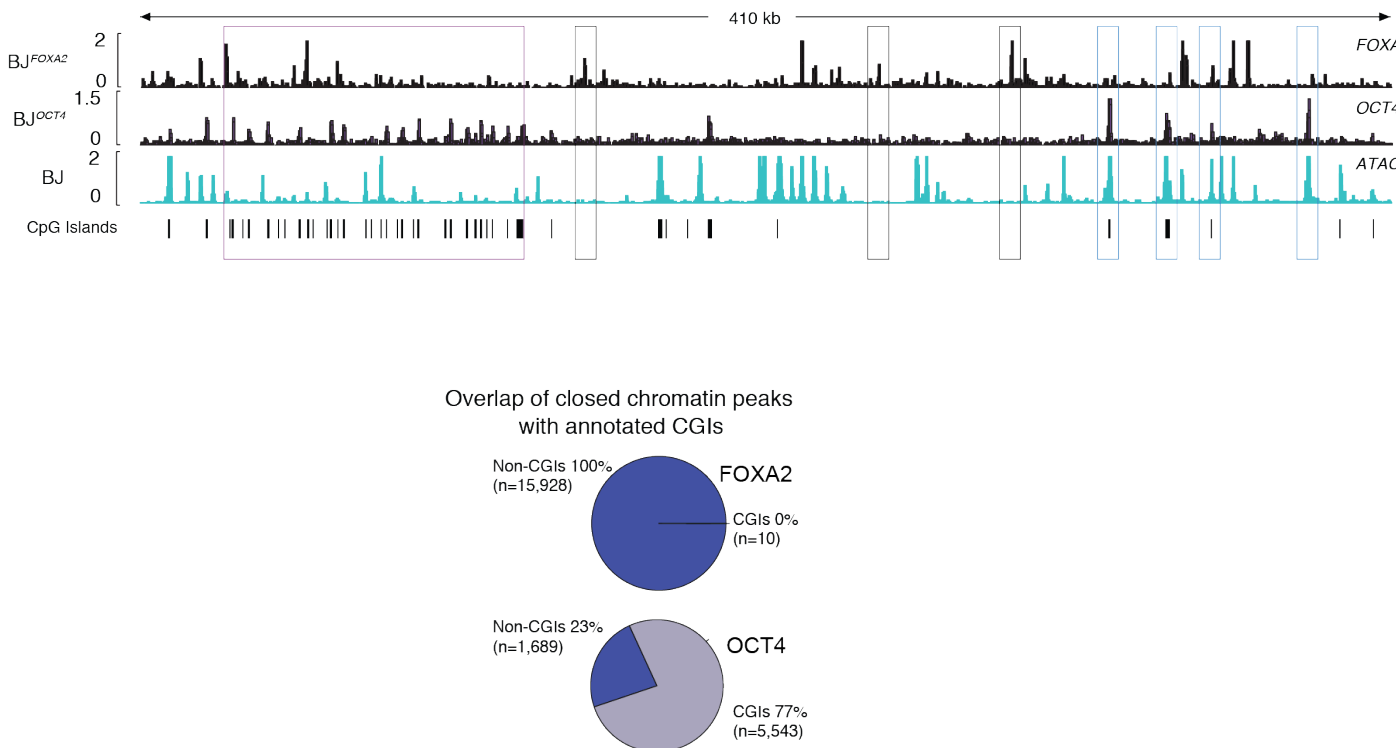 410 kb
2
BJFOXA2
0
FOXA
1.5
BJOCT4
0
OCT4
2
BJ
0
ATAC
CpG Islands
Overlap of closed chromatin peaks
with annotated CGIs
Non-CGIs 100%
(n=15,928)
FOXA2
CGIs 0%
(n=10)
Non-CGIs 23%
(n=1,689)
OCT4
CGIs 77%
(n=5,543)